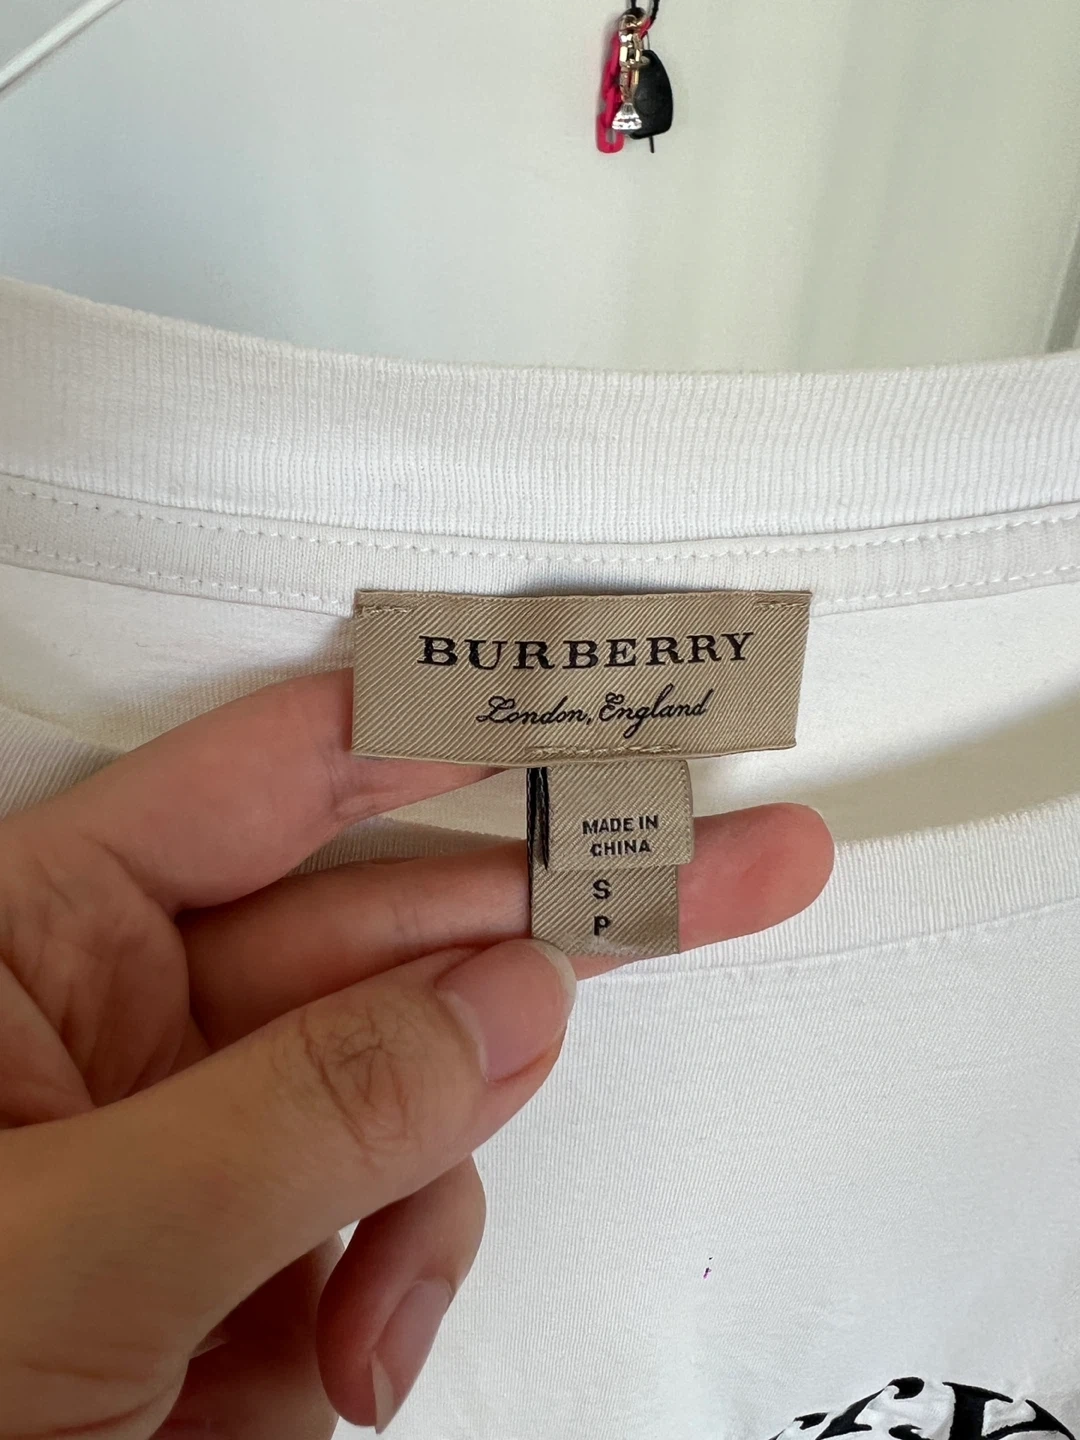 BURBERRY
London, England
MADE IN
CHINA
S
P